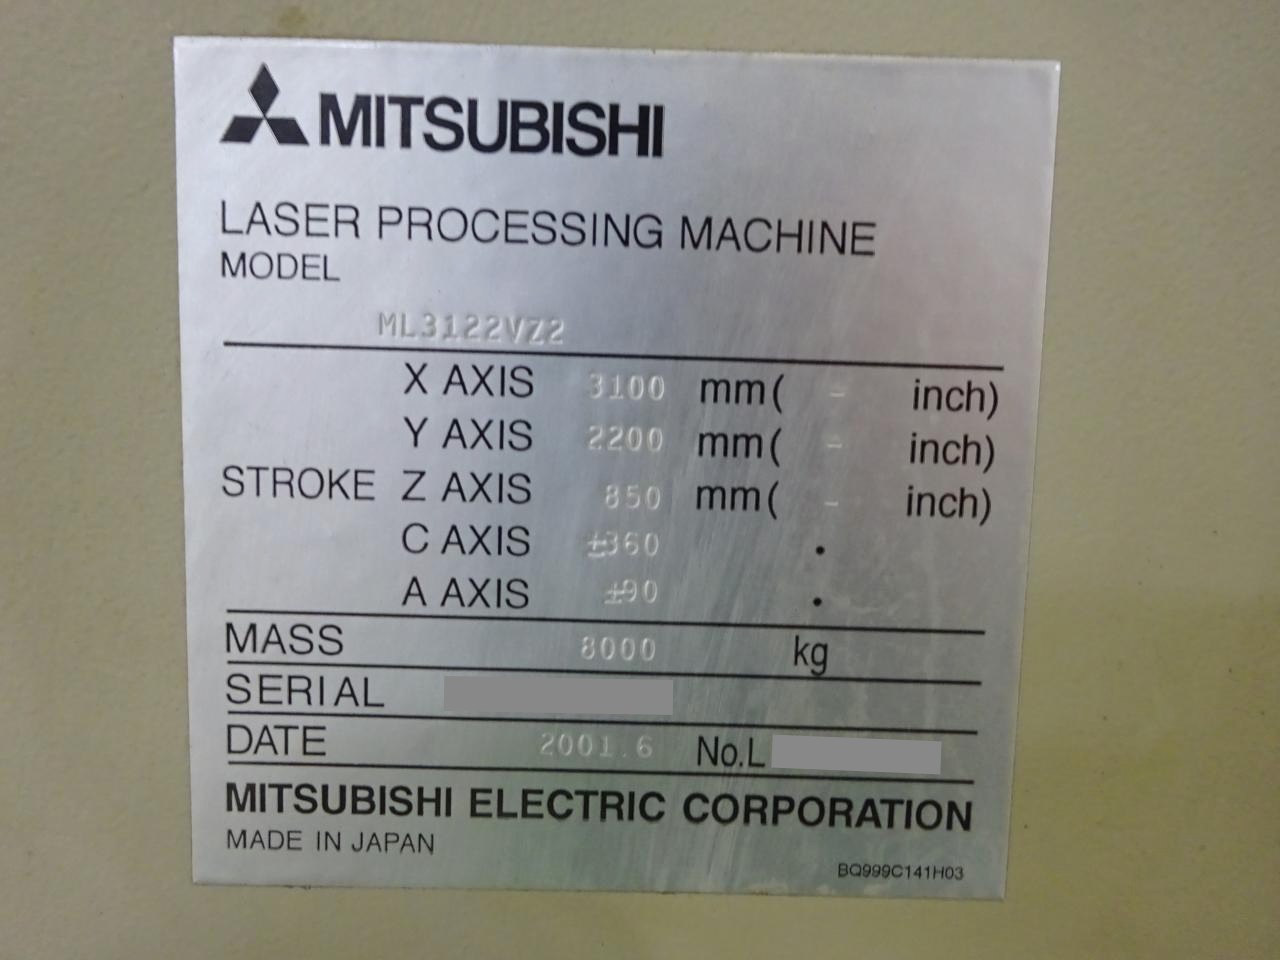 MITSUBISHI
LASER PROCESSING MACHINE
MODEL
ML3122VZ2
X AXIS 3100 mm( - inch)
Y AXIS 2200 mm( - inch)
STROKE Z AXIS 850 mm( - inch)
C AXIS ±360 •
A AXIS ±90 •
MASS 8000 kg
SERIAL
DATE 2001.6 No.L
MITSUBISHI ELECTRIC CORPORATION
MADE IN JAPAN
BQ999C141H03